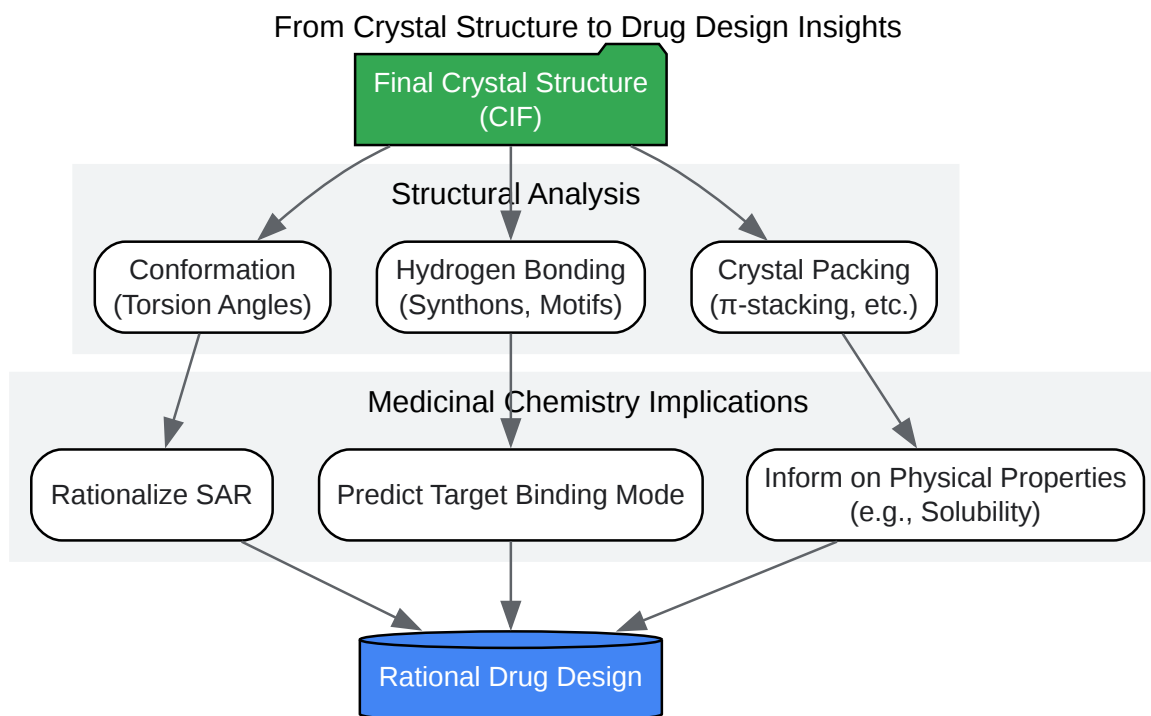 From Crystal Structure to Drug Design Insights
Final Crystal Structure
(CIF)
Structural Analysis
Conformation
(Torsion Angles)
Hydrogen Bonding
(Synthons, Motifs)
Crystal Packing
(π-stacking, etc.)
Medicinal Chemistry Implications
Rationalize SAR
Predict Target Binding Mode
Inform on Physical Properties
(e.g., Solubility)
Rational Drug Design